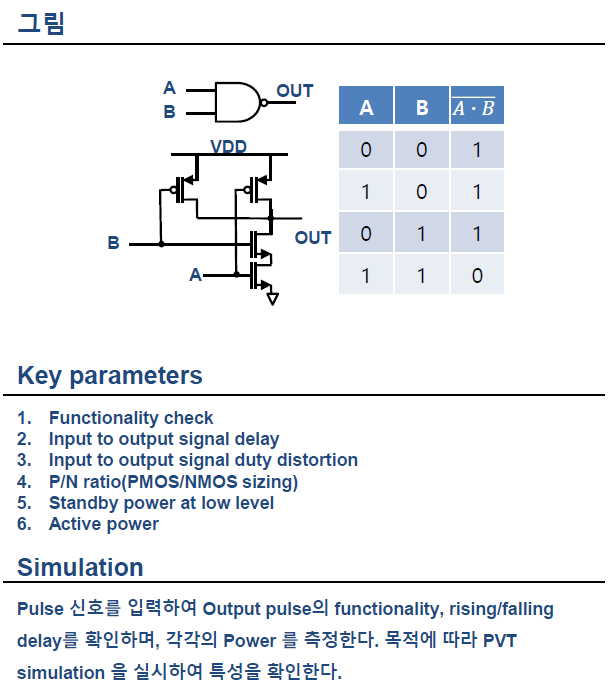 그림
A
B
OUT
A B A · B
0 0 1
1 0 1
0 1 1
1 1 0
VDD
B
OUT
A
Key parameters
1. Functionality check
2. Input to output signal delay
3. Input to output signal duty distortion
4. P/N ratio(PMOS/NMOS sizing)
5. Standby power at low level
6. Active power
Simulation
Pulse 신호를 입력하여 Output pulse의 functionality, rising/falling
delay를 확인하며, 각각의 Power 를 측정한다. 목적에 따라 PVT
simulation 을 실시하여 특성을 확인한다.